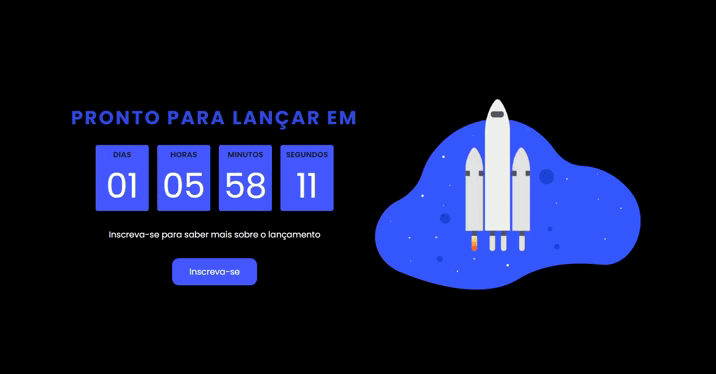 PRONTO PARA LANÇAR EM
DIAS HORAS MINUTOS SEGUNDOS
01 05 58 11
Inscreva-se para saber mais sobre o lançamento
Inscreva-se